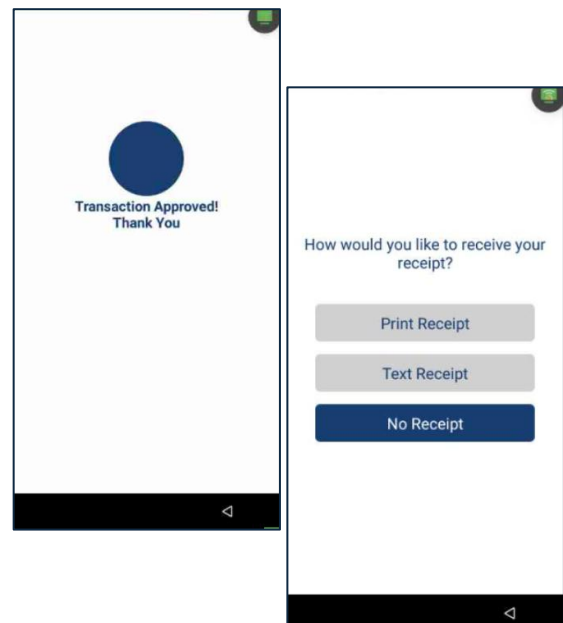 Transaction Approved!
Thank You
How would you like to receive your
receipt?
Print Receipt
Text Receipt
No Receipt